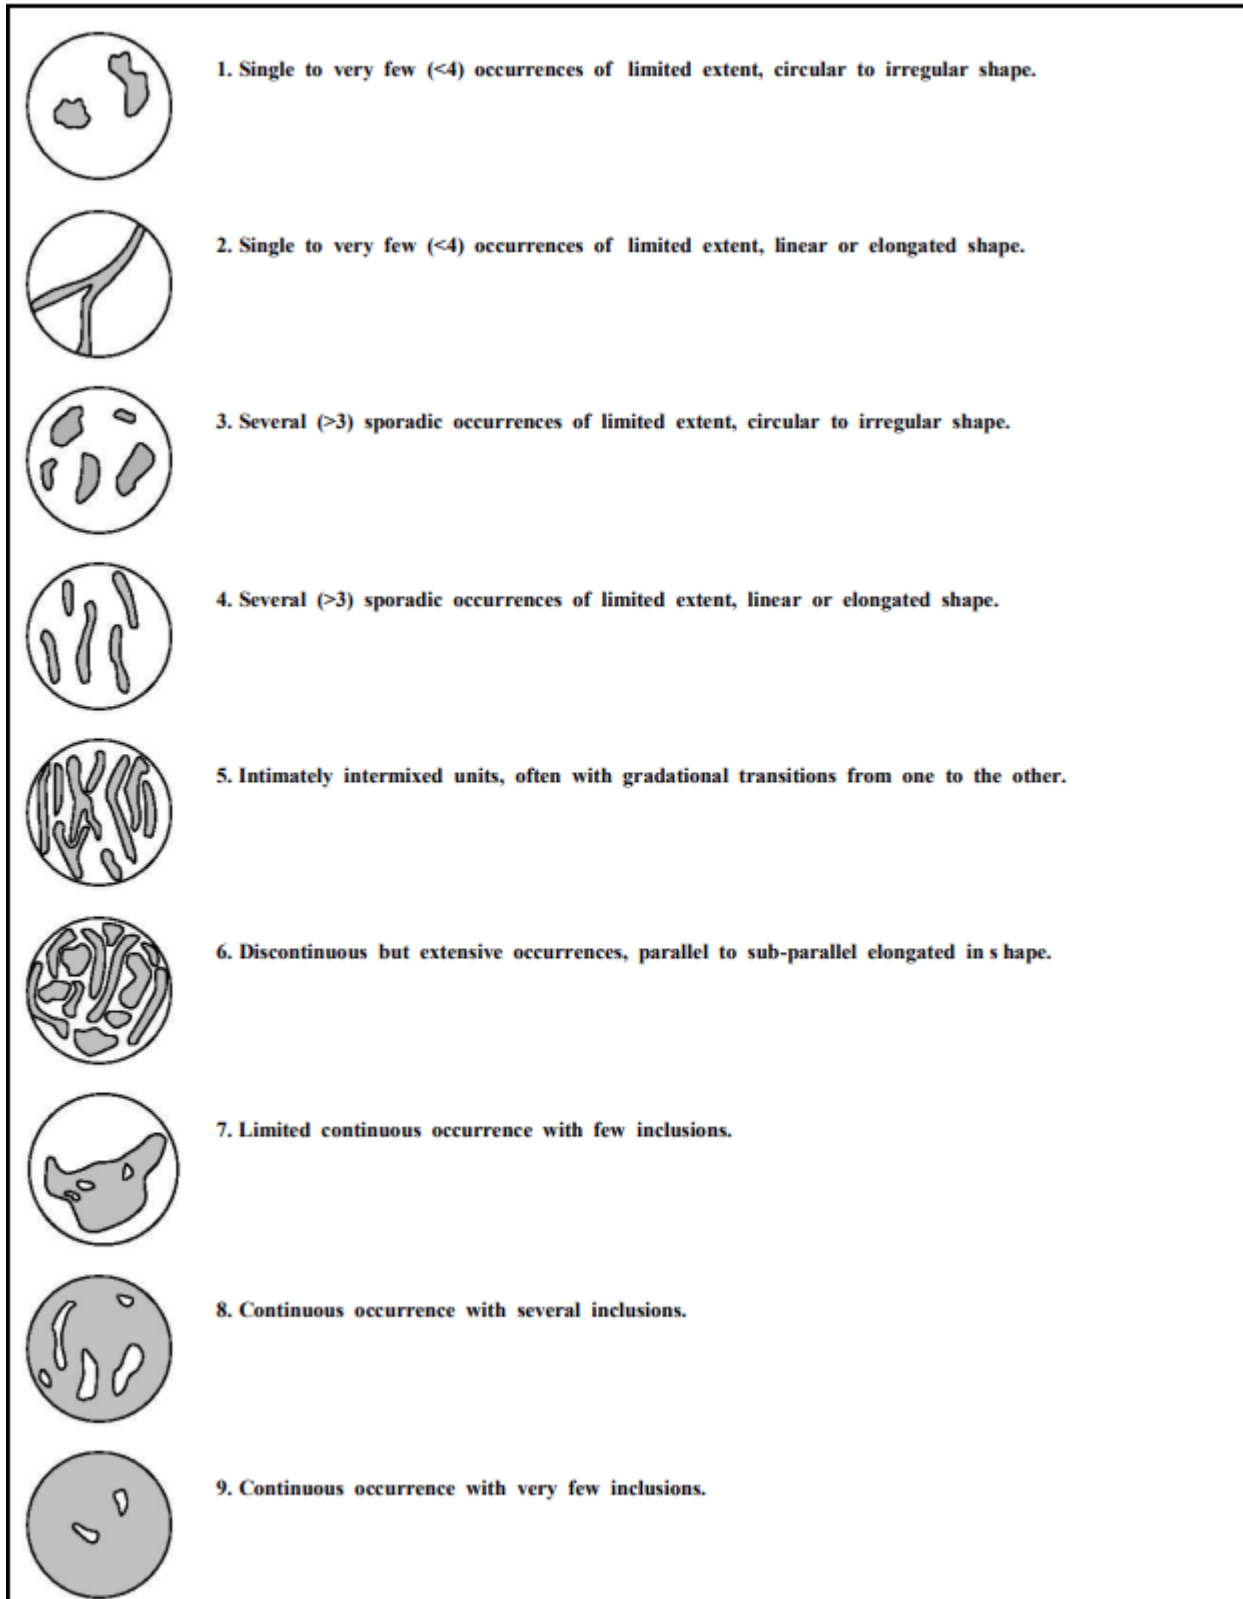 1. Single to very few (<4) occurrences of limited extent, circular to irregular shape.
2. Single to very few (<4) occurrences of limited extent, linear or elongated shape.
3. Several (>3) sporadic occurrences of limited extent, circular to irregular shape.
4. Several (>3) sporadic occurrences of limited extent, linear or elongated shape.
5. Intimately intermixed units, often with gradational transitions from one to the other.
6. Discontinuous but extensive occurrences, parallel to sub-parallel elongated in s hape.
7. Limited continuous occurrence with few inclusions.
8. Continuous occurrence with several inclusions.
9. Continuous occurrence with very few inclusions.